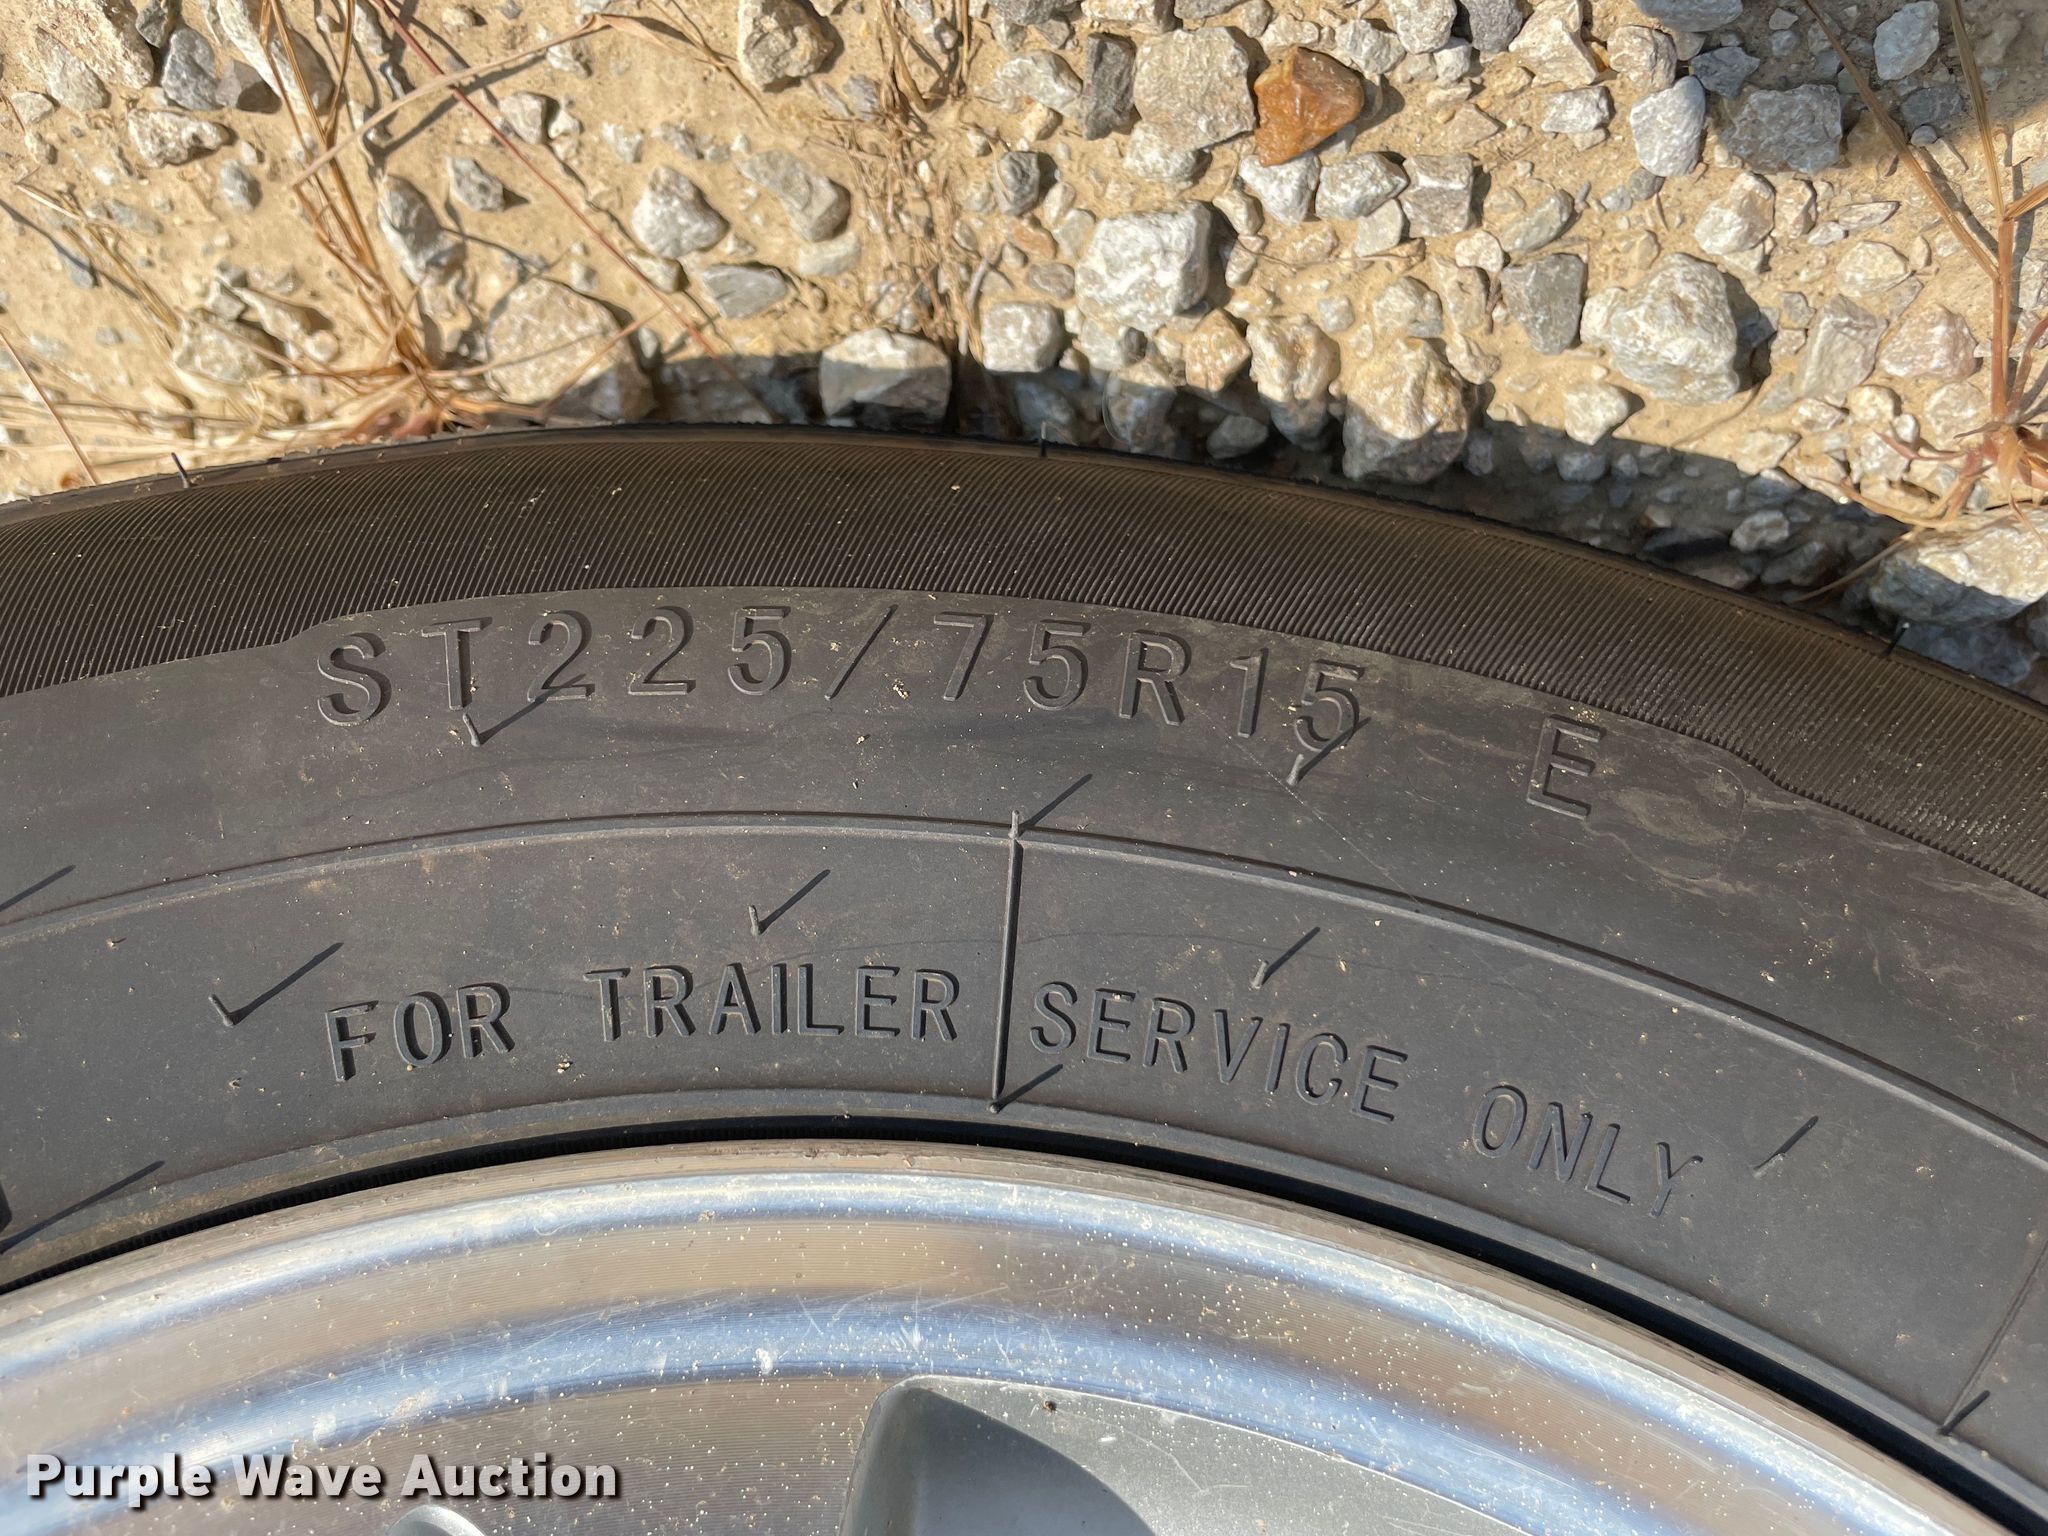 ST225/75R15 E
FOR TRAILER SERVICE ONLY
Purple Wave Auction